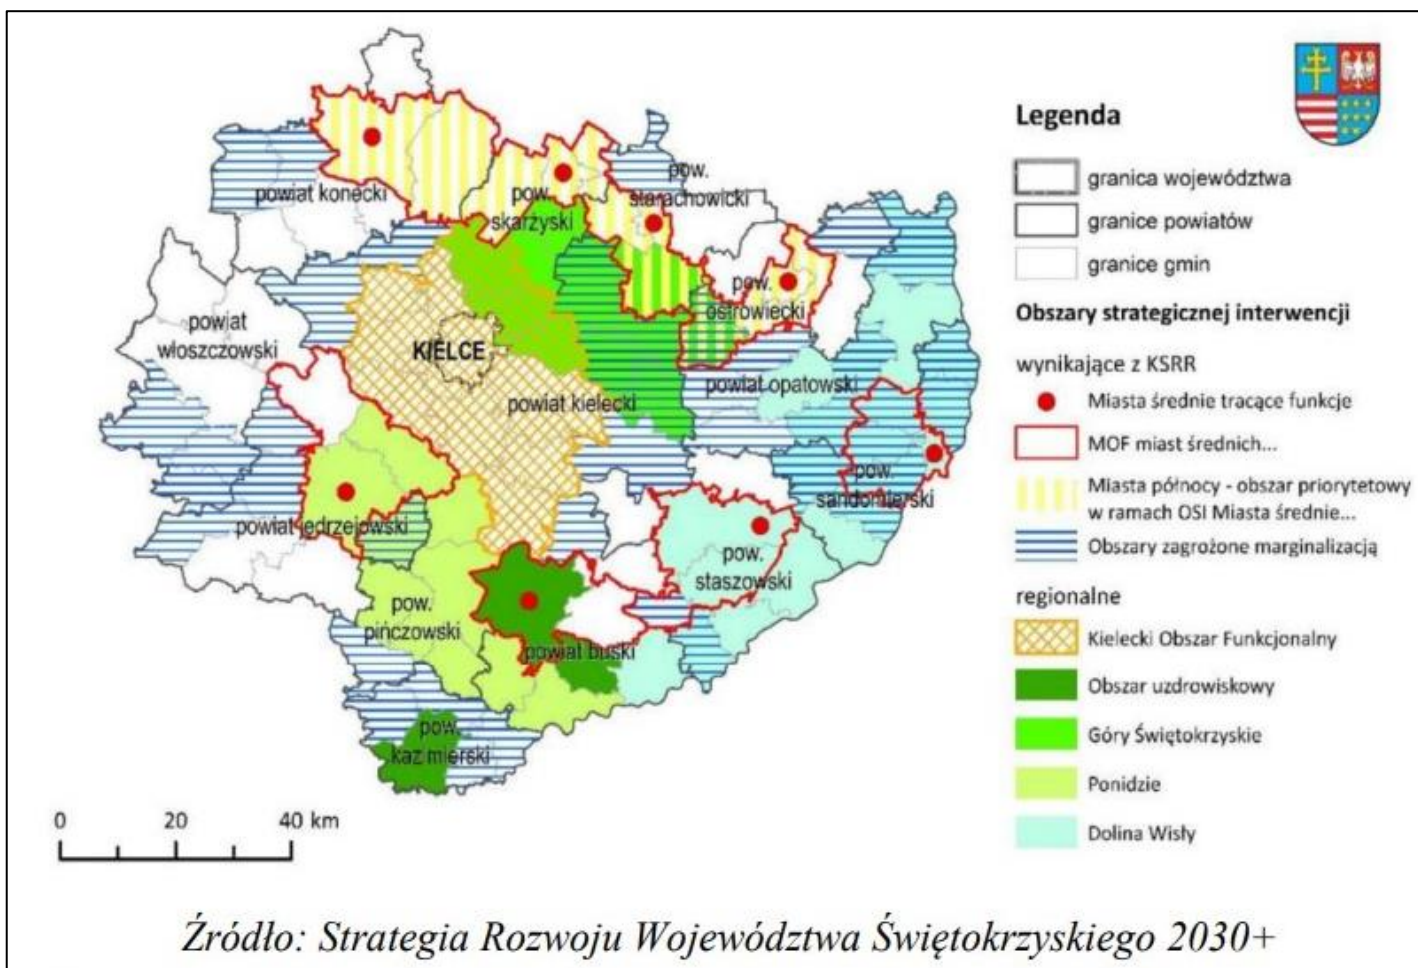 Legenda
granica województwa
granice powiatów
granice gmin
Obszary strategicznej interwencji
wynikające z KSRR
Miasta średnie tracące funkcje
MOF miast średnich...
Miasta północy - obszar priorytetowy
w ramach OSI Miasta średnie...
Obszary zagrożone marginalizacją
regionalne
Kielecki Obszar Funkcjonalny
Obszar uzdrowiskowy
Góry Świętokrzyskie
Ponidzie
Dolina Wisły
powiat konecki
pow.
skarżyski
pow.
starachowicki
pow.
ostrowiecki
powiat
włoszczowski
KIELCE
powiat kielecki
powiat opatowski
pow.
sandomierski
powiat jędrzejowski
pow.
staszowski
pow.
pińczowski
powiat buski
pow.
kaz mierski
0 20 40 km
Źródło: Strategia Rozwoju Województwa Świętokrzyskiego 2030+